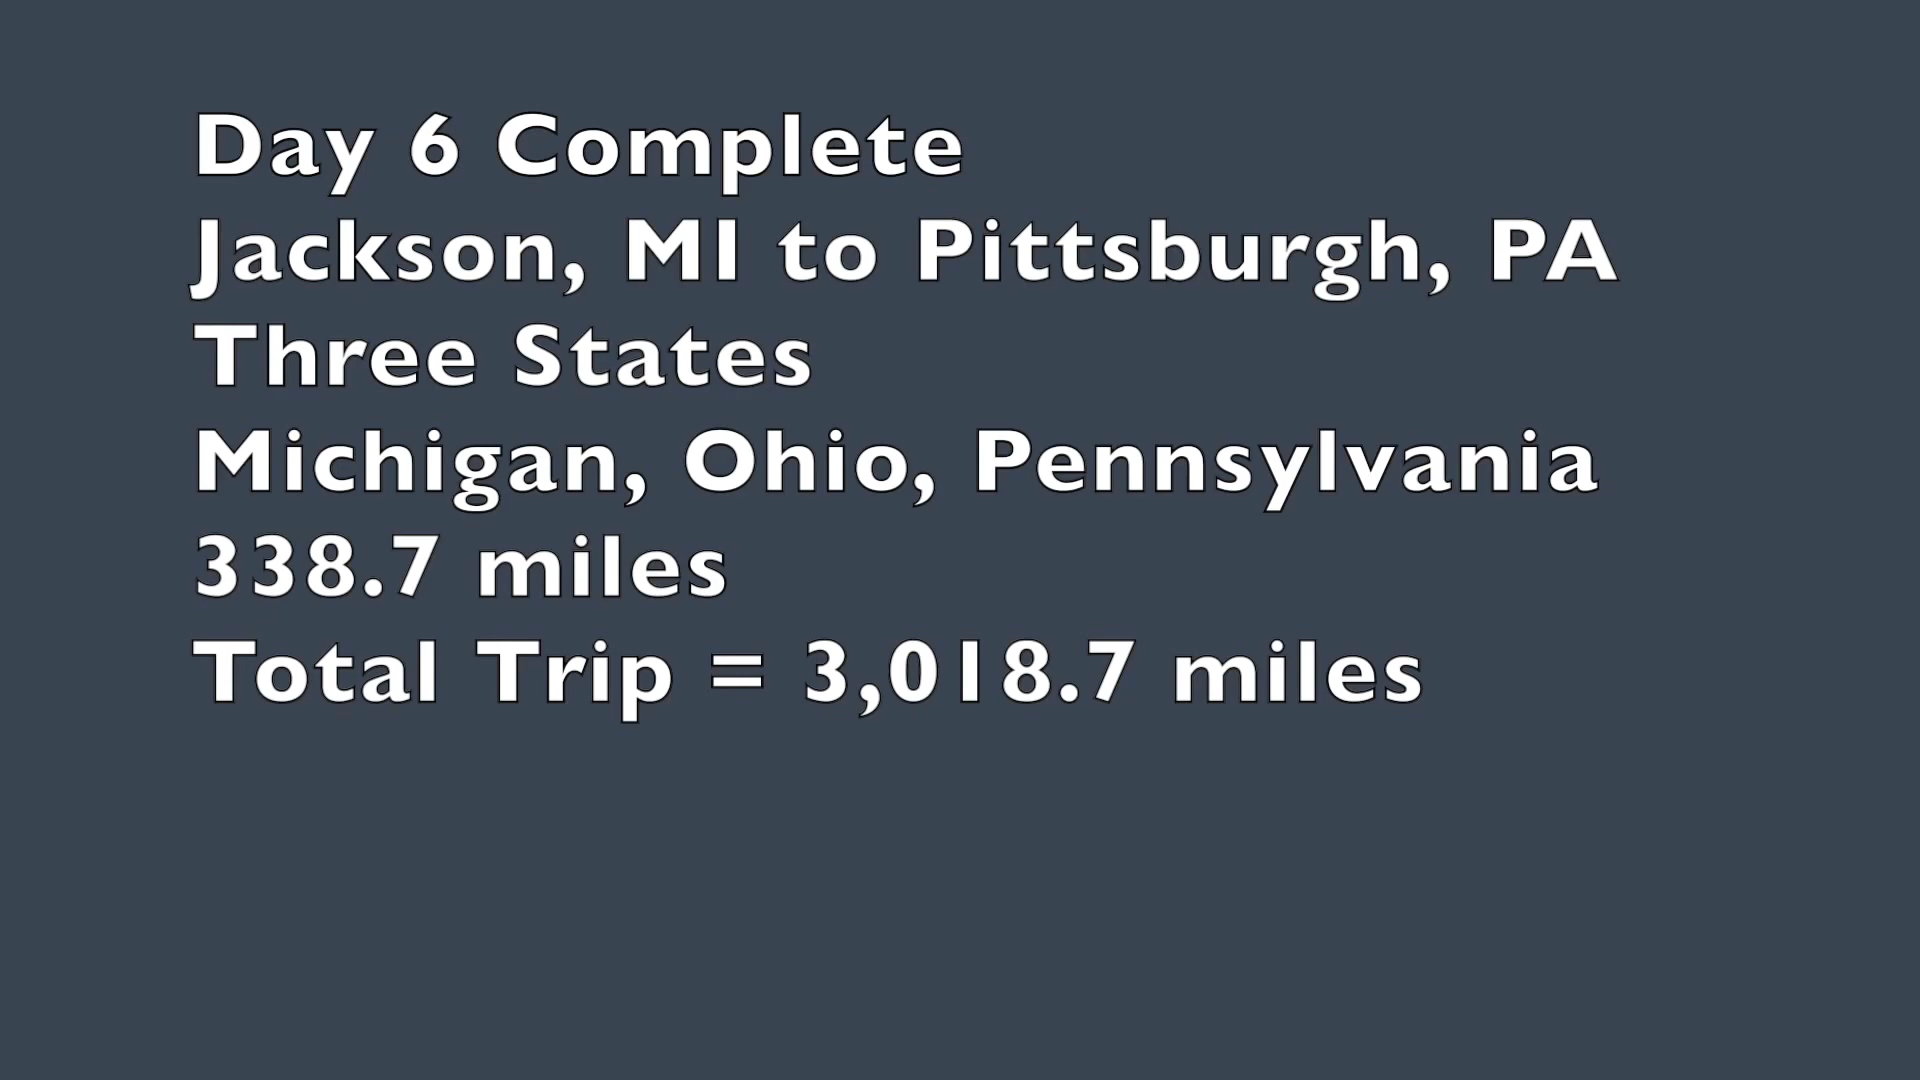 Day 6 Complete
Jackson, MI to Pittsburgh, PA
Three States
Michigan, Ohio, Pennsylvania
338.7 miles
Total Trip = 3,018.7 miles